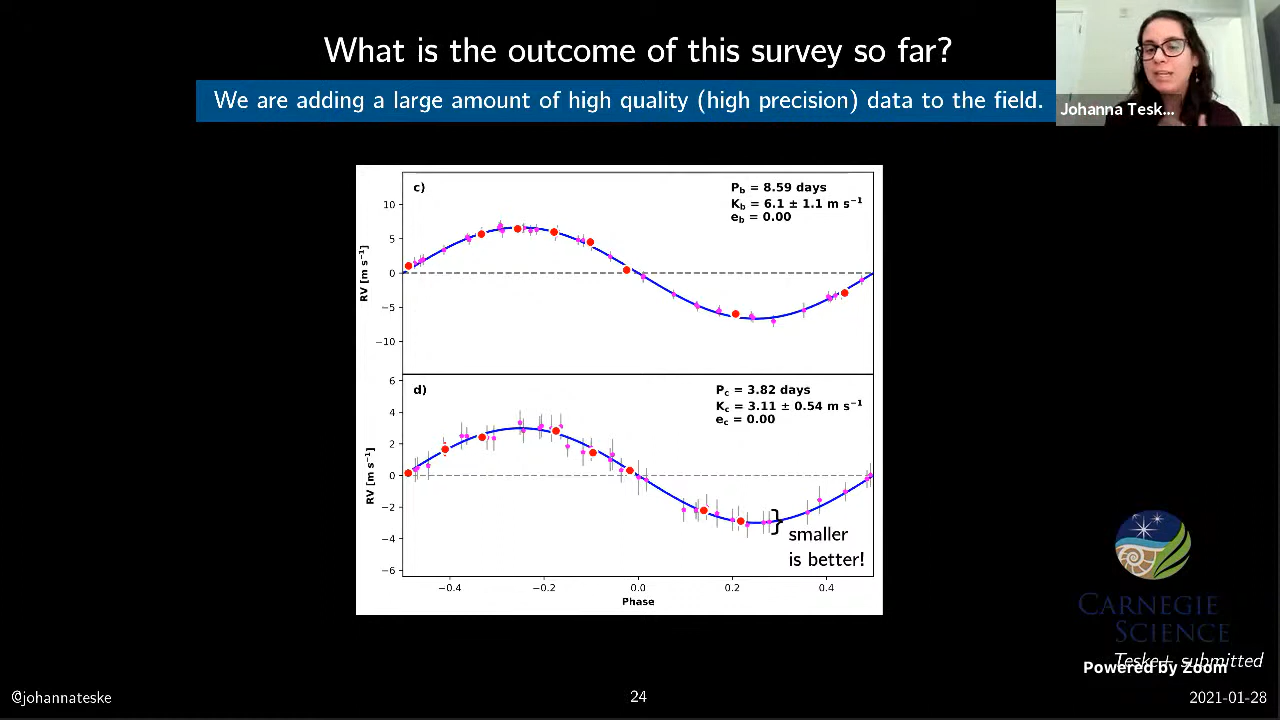 What is the outcome of this survey so far?
We are adding a large amount of high quality (high precision) data to the field.
Johanna Tesk...
c)
P_b = 8.59 days
K_b = 6.1 ± 1.1 m s⁻¹
e_b = 0.00
10
5
0
−5
−10
RV [m s⁻¹]
d)
P_c = 3.82 days
K_c = 3.11 ± 0.54 m s⁻¹
e_c = 0.00
6
4
2
0
−2
−4
−6
RV [m s⁻¹]
smaller
is better!
−0.4 −0.2 0.0 0.2 0.4
Phase
CARNEGIE
SCIENCE
Teske+ submitted
Powered by Zoom
@johannateske
24
2021-01-28